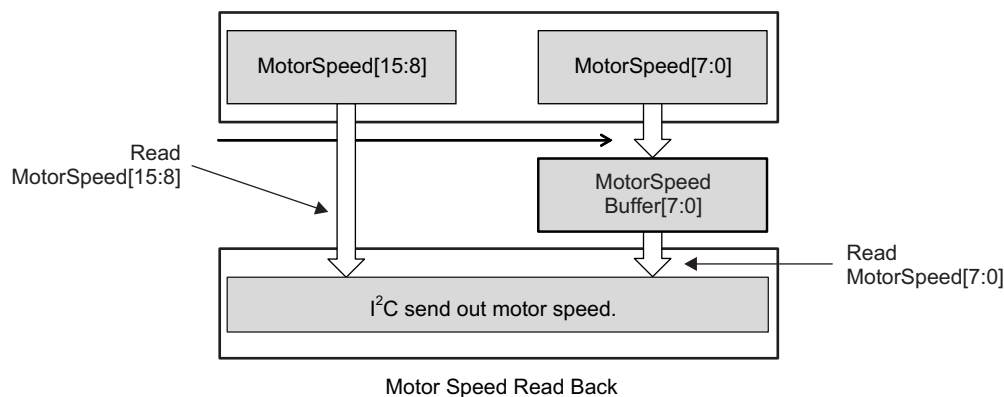 MotorSpeed[15:8]
MotorSpeed[7:0]
Read
MotorSpeed[15:8]
MotorSpeed
Buffer[7:0]
Read
MotorSpeed[7:0]
I²C send out motor speed.
Motor Speed Read Back